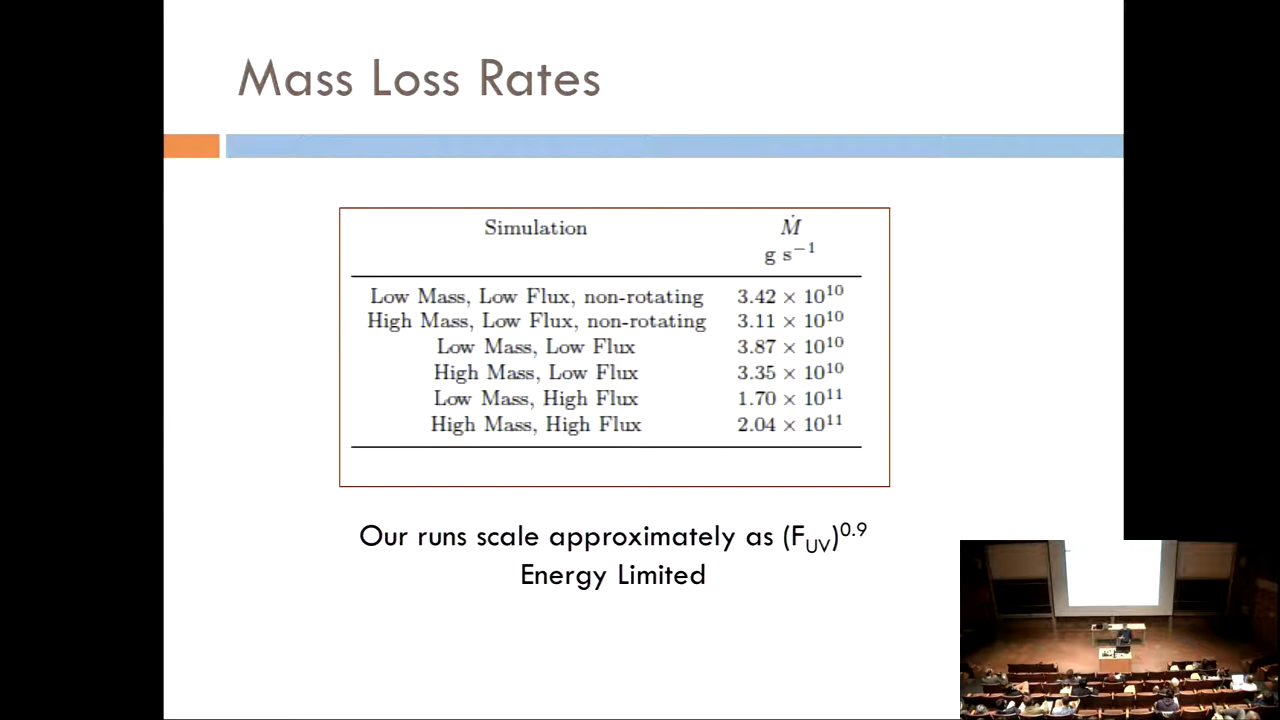 Mass Loss Rates
Simulation Ṁ
g s⁻¹
Low Mass, Low Flux, non-rotating 3.42 × 10¹⁰
High Mass, Low Flux, non-rotating 3.11 × 10¹⁰
Low Mass, Low Flux 3.87 × 10¹⁰
High Mass, Low Flux 3.35 × 10¹⁰
Low Mass, High Flux 1.70 × 10¹¹
High Mass, High Flux 2.04 × 10¹¹
Our runs scale approximately as (F_UV)^0.9
Energy Limited